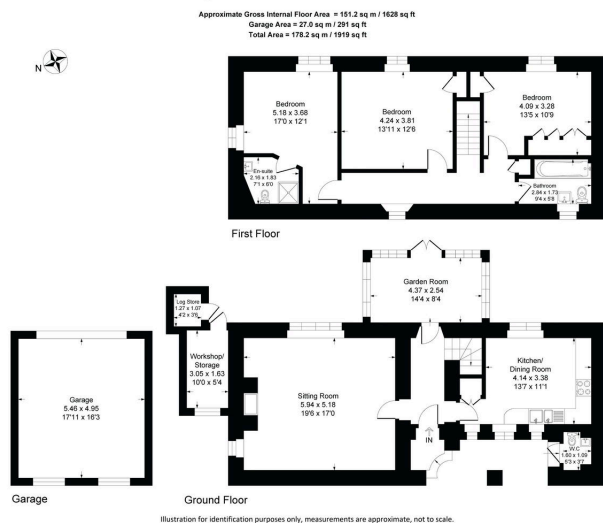 Approximate Gross Internal Floor Area = 151.2 sq m / 1628 sq ft
Garage Area = 27.0 sq m / 291 sq ft
Total Area = 178.2 sq m / 1919 sq ft
N
Bedroom
5.18 x 3.68
17'0 x 12'1
Bedroom
4.24 x 3.81
13'11 x 12'6
Bedroom
4.09 x 3.28
13'5 x 10'9
En-suite
2.16 x 1.83
7'1 x 6'0
Bathroom
2.84 x 1.73
9'4 x 5'8
First Floor
Garden Room
4.37 x 2.54
14'4 x 8'4
Log Store
1.27 x 1.07
4'2 x 3'6
Workshop/
Storage
3.05 x 1.63
10'0 x 5'4
Sitting Room
5.94 x 5.18
19'6 x 17'0
Kitchen/
Dining Room
4.14 x 3.38
13'7 x 11'1
Garage
5.46 x 4.95
17'11 x 16'3
IN
W.C
1.60 x 1.09
5'3 x 3'7
Garage
Ground Floor
Illustration for identification purposes only, measurements are approximate, not to scale.